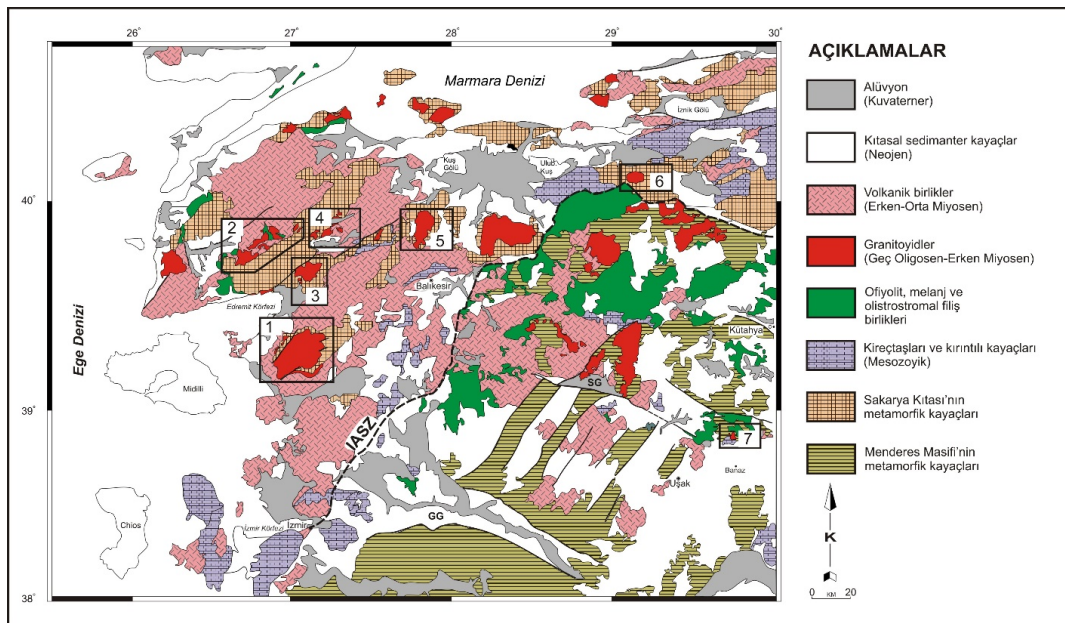 26°
27°
28°
29°
30°
40°
39°
38°
Marmara Denizi
İznik Gölü
Kuş
Gölü
Ulub.
Kuş
6
4
2
5
3
Balıkesir
Edremit Körfezi
1
Ege Denizi
Midilli
Kütahya
SG
IASZ
7
Banaz
Uşak
Chios
İzmir Körfezi
İzmir
GG
AÇIKLAMALAR
Alüvyon
(Kuvaterner)
Kıtasal sedimanter kayaçlar
(Neojen)
Volkanik birlikler
(Erken-Orta Miyosen)
Granitoyidler
(Geç Oligosen-Erken Miyosen)
Ofiyolit, melanj ve
olistrostromal filiş
birlikleri
Kireçtaşları ve kırıntılı kayaçları
(Mesozoyik)
Sakarya Kıtası'nın
metamorfik kayaçları
Menderes Masifi'nin
metamorfik kayaçları
K
0 20
KM